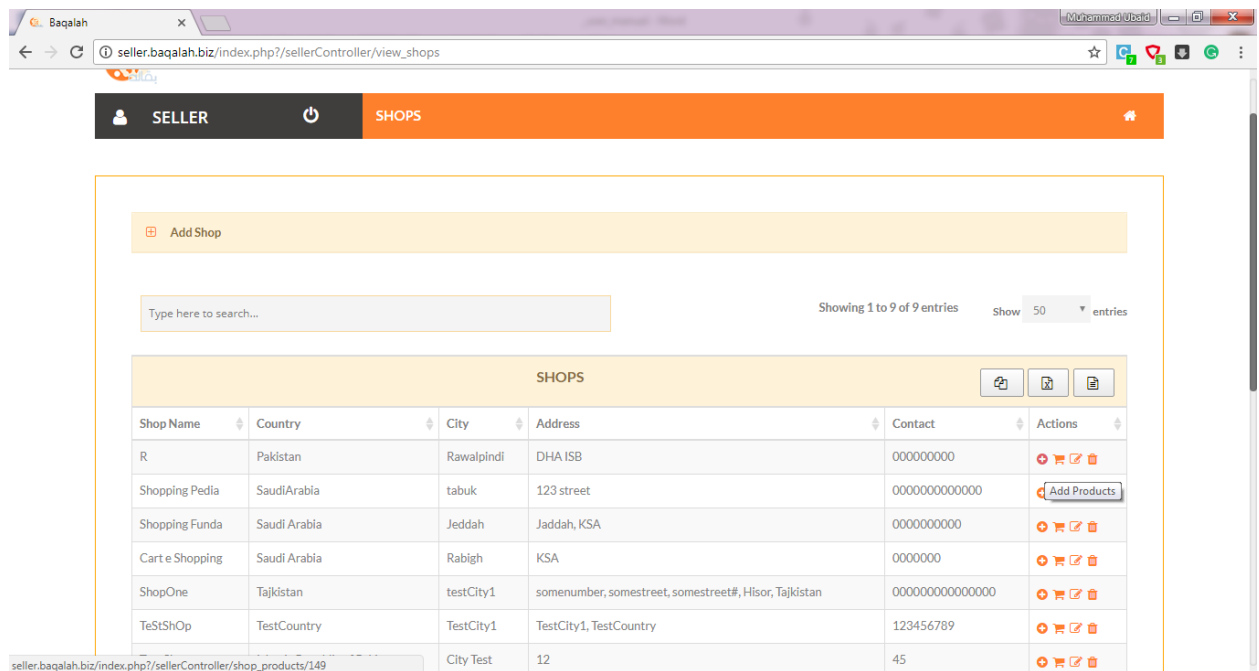 Baqalah
Muhammad Ubaid
seller.baqalah.biz/index.php?/sellerController/view_shops
7
3
SELLER
SHOPS
Add Shop
Type here to search...
Showing 1 to 9 of 9 entries
Show 50 entries
SHOPS
Shop Name Country City Address Contact Actions
R Pakistan Rawalpindi DHA ISB 000000000
Shopping Pedia SaudiArabia tabuk 123 street 0000000000000
Add Products
Shopping Funda Saudi Arabia Jeddah Jaddah, KSA 0000000000
Cart e Shopping Saudi Arabia Rabigh KSA 0000000
ShopOne Tajkistan testCity1 somenumber, somestreet, somestreet#, Hisor, Tajkistan 000000000000000
TeStShOp TestCountry TestCity1 TestCity1, TestCountry 123456789
City Test 12 45
seller.baqalah.biz/index.php?/sellerController/shop_products/149